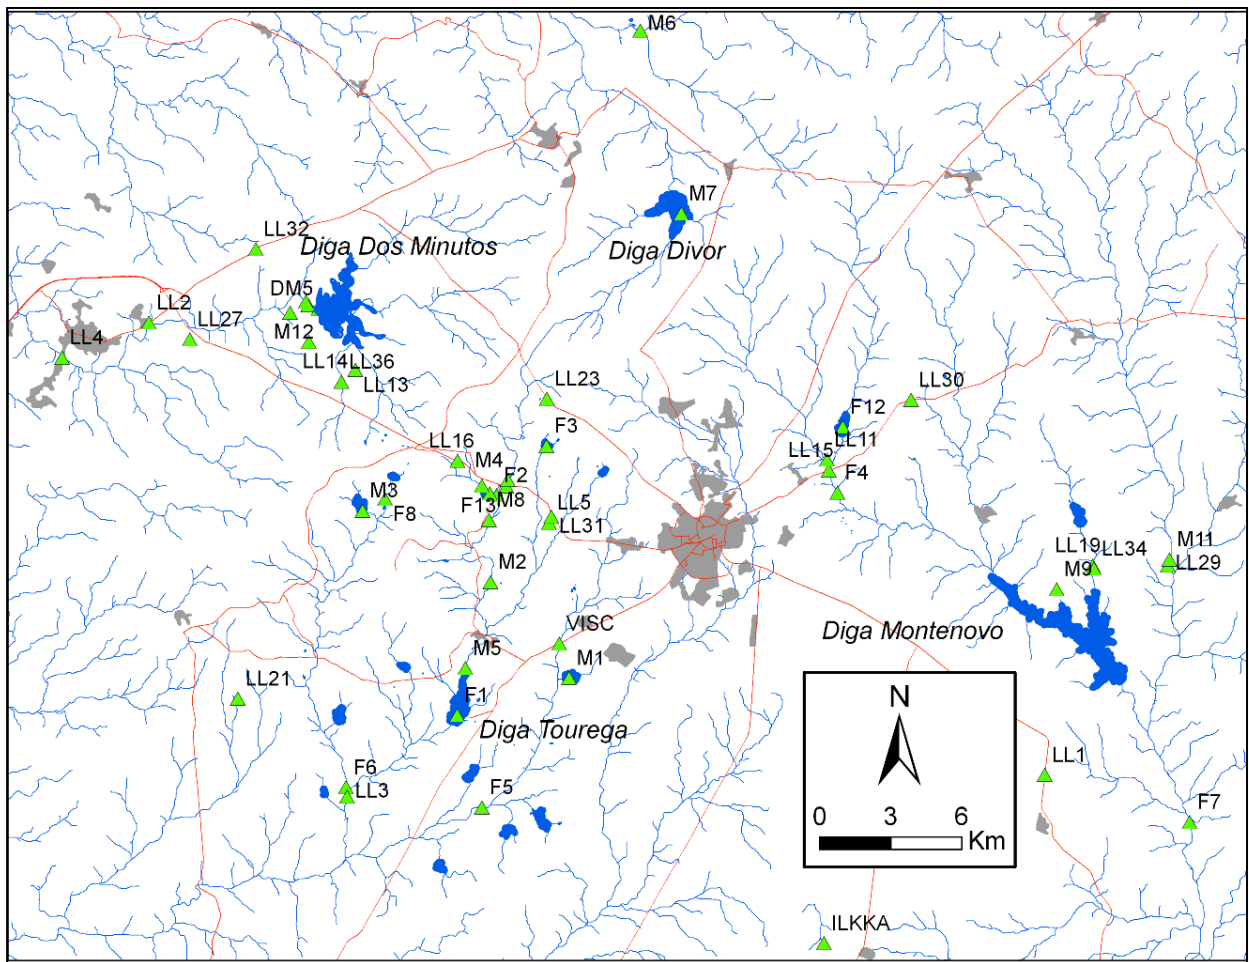 M6
M7
LL32
Diga Dos Minutos
Diga Divor
DM5
LL2
LL27
M12
LL4
LL14
LL36
LL13
LL23
LL30
F12
F3
LL11
LL16
M4
LL15
F2
F4
M3
M8
F8
F13
LL5
LL31
M11
LL19
LL34
LL29
M9
M2
VISC
Diga Montenovo
M5
M1
LL21
F1
N
Diga Tourega
LL1
F6
LL3
F5
F7
0 3 6
Km
ILKKA